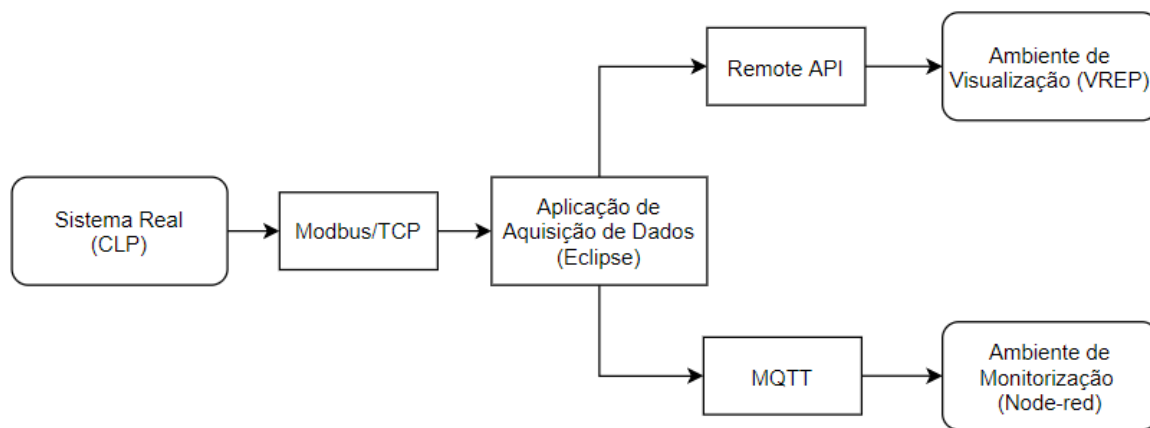 Sistema Real
(CLP)
Modbus/TCP
Aplicação de
Aquisição de Dados
(Eclipse)
Remote API
Ambiente de
Visualização (VREP)
MQTT
Ambiente de
Monitorização
(Node-red)